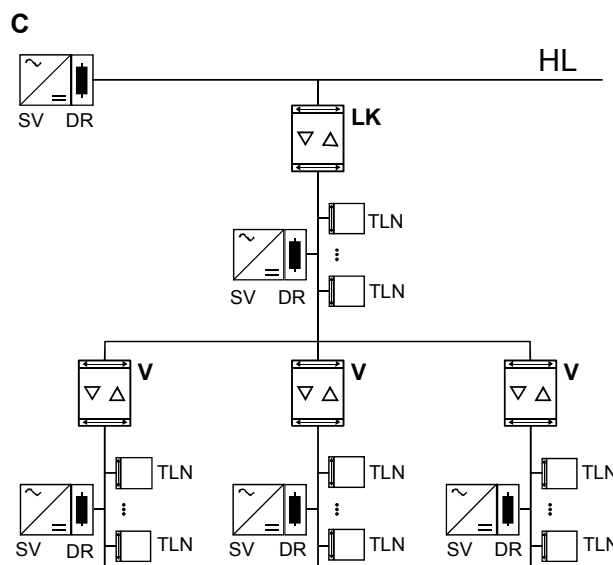 C
HL
SV DR
LK
TLN
TLN
SV DR
V V V
TLN TLN TLN
TLN TLN TLN
SV DR SV DR SV DR